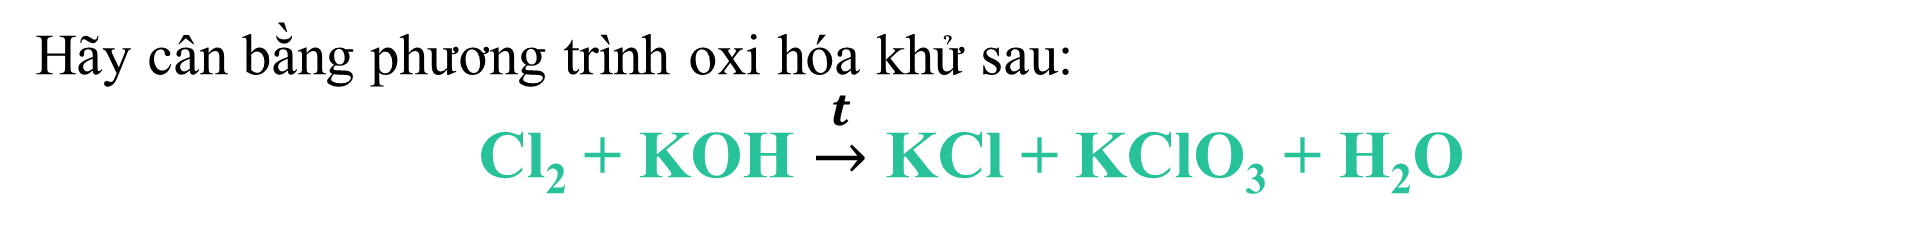 Hãy cân bằng phương trình oxi hóa khử sau:
t
Cl₂ + KOH → KCl + KClO₃ + H₂O